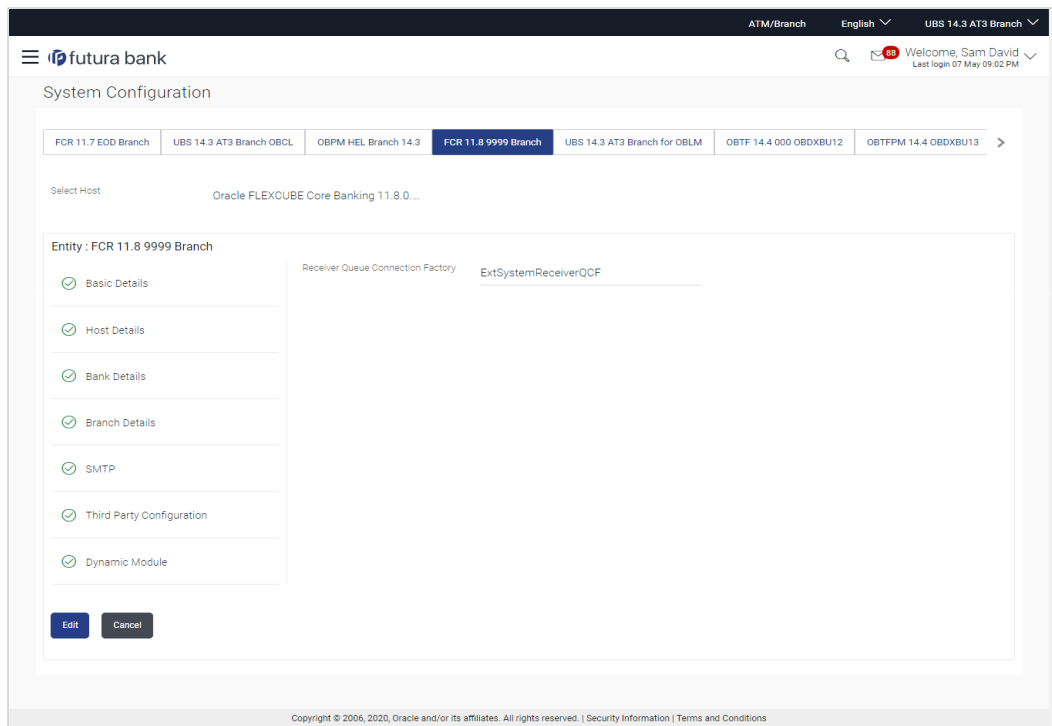 ATM/Branch English UBS 14.3 AT3 Branch
futura bank 88 Welcome, Sam David
Last login 07 May 09:02 PM
System Configuration
FCR 11.7 EOD Branch UBS 14.3 AT3 Branch OBCL OBPM HEL Branch 14.3 FCR 11.8 9999 Branch UBS 14.3 AT3 Branch for OBLM OBTF 14.4 000 OBDXBU12 OBTFPM 14.4 OBDXBU13
Select Host Oracle FLEXCUBE Core Banking 11.8.0....
Entity : FCR 11.8 9999 Branch
Receiver Queue Connection Factory ExtSystemReceiverQCF
Basic Details
Host Details
Bank Details
Branch Details
SMTP
Third Party Configuration
Dynamic Module
Edit Cancel
Copyright © 2006, 2020, Oracle and/or its affiliates. All rights reserved. | Security Information | Terms and Conditions